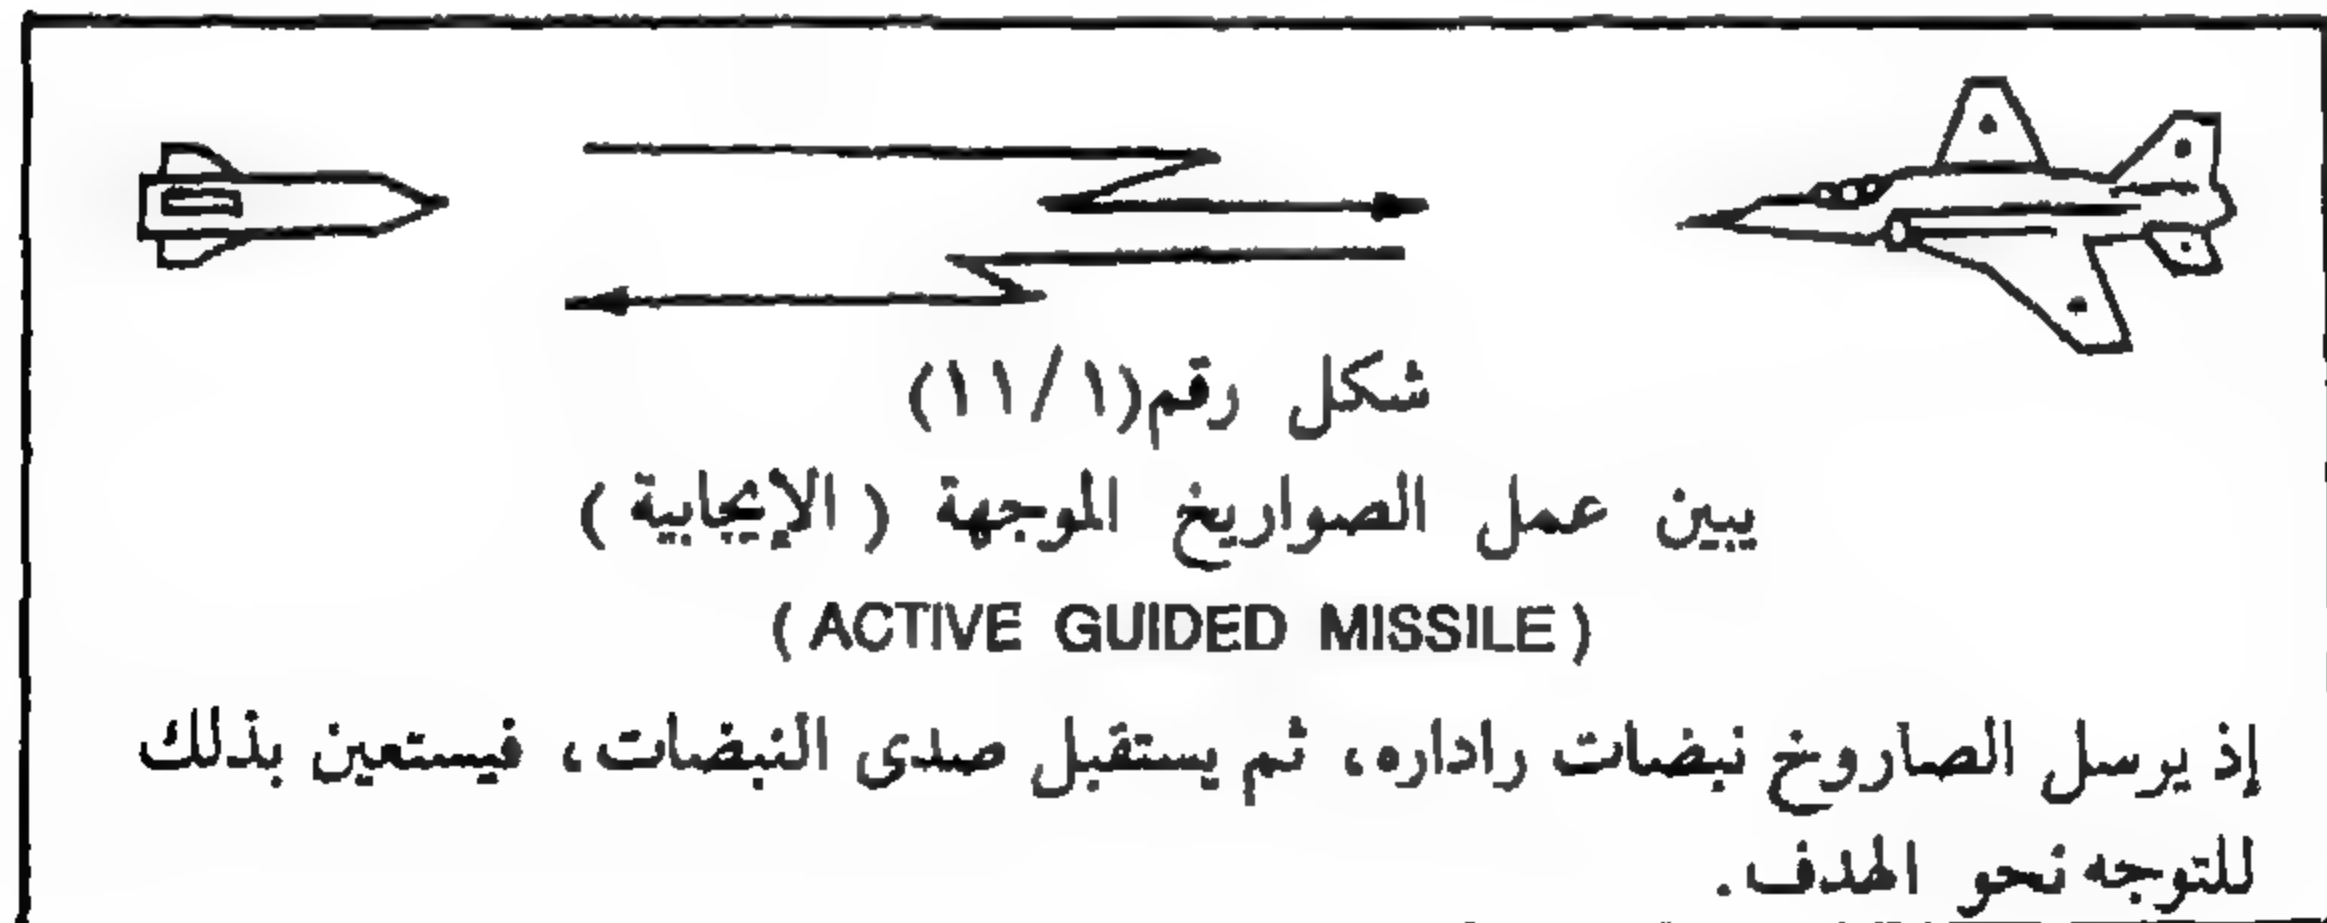 شكل رقم(١١/١)
يبين عمل الصواريخ الموجهة (الإيجابية)
(ACTIVE GUIDED MISSILE)
إذ يرسل الصاروخ نبضات راداره، ثم يستقبل صدى النبضات، فيستعين بذلك
للتوجه نحو الهدف.